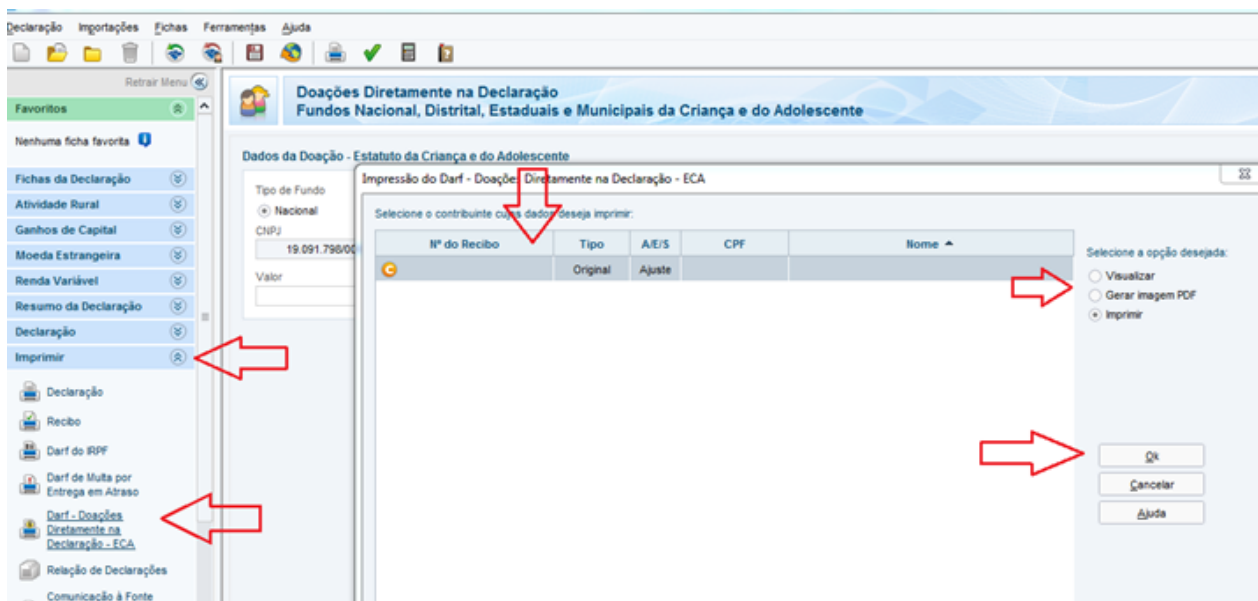 Declaração Importações Fichas Ferramentas Ajuda
Retrair Menu
Favoritos
Nenhuma ficha favorita
Fichas da Declaração
Atividade Rural
Ganhos de Capital
Moeda Estrangeira
Renda Variável
Resumo da Declaração
Declaração
Imprimir
Declaração
Recibo
Darf do IRPF
Darf de Multa por
Entrega em Atraso
Darf - Doações
Diretamente na
Declaração - ECA
Relação de Declarações
Comunicação à Fonte
Doações Diretamente na Declaração
Fundos Nacional, Distrital, Estaduais e Municipais da Criança e do Adolescente
Dados da Doação - Estatuto da Criança e do Adolescente
Tipo de Fundo
Nacional
CNPJ
19.091.798/00
Valor
Impressão do Darf - Doações Diretamente na Declaração - ECA
Selecione o contribuinte cujos dados deseja imprimir:
Nº do Recibo Tipo A/E/S CPF Nome
C Original Ajuste
Selecione a opção desejada:
Visualizar
Gerar imagem PDF
Imprimir
Ok
Cancelar
Ajuda